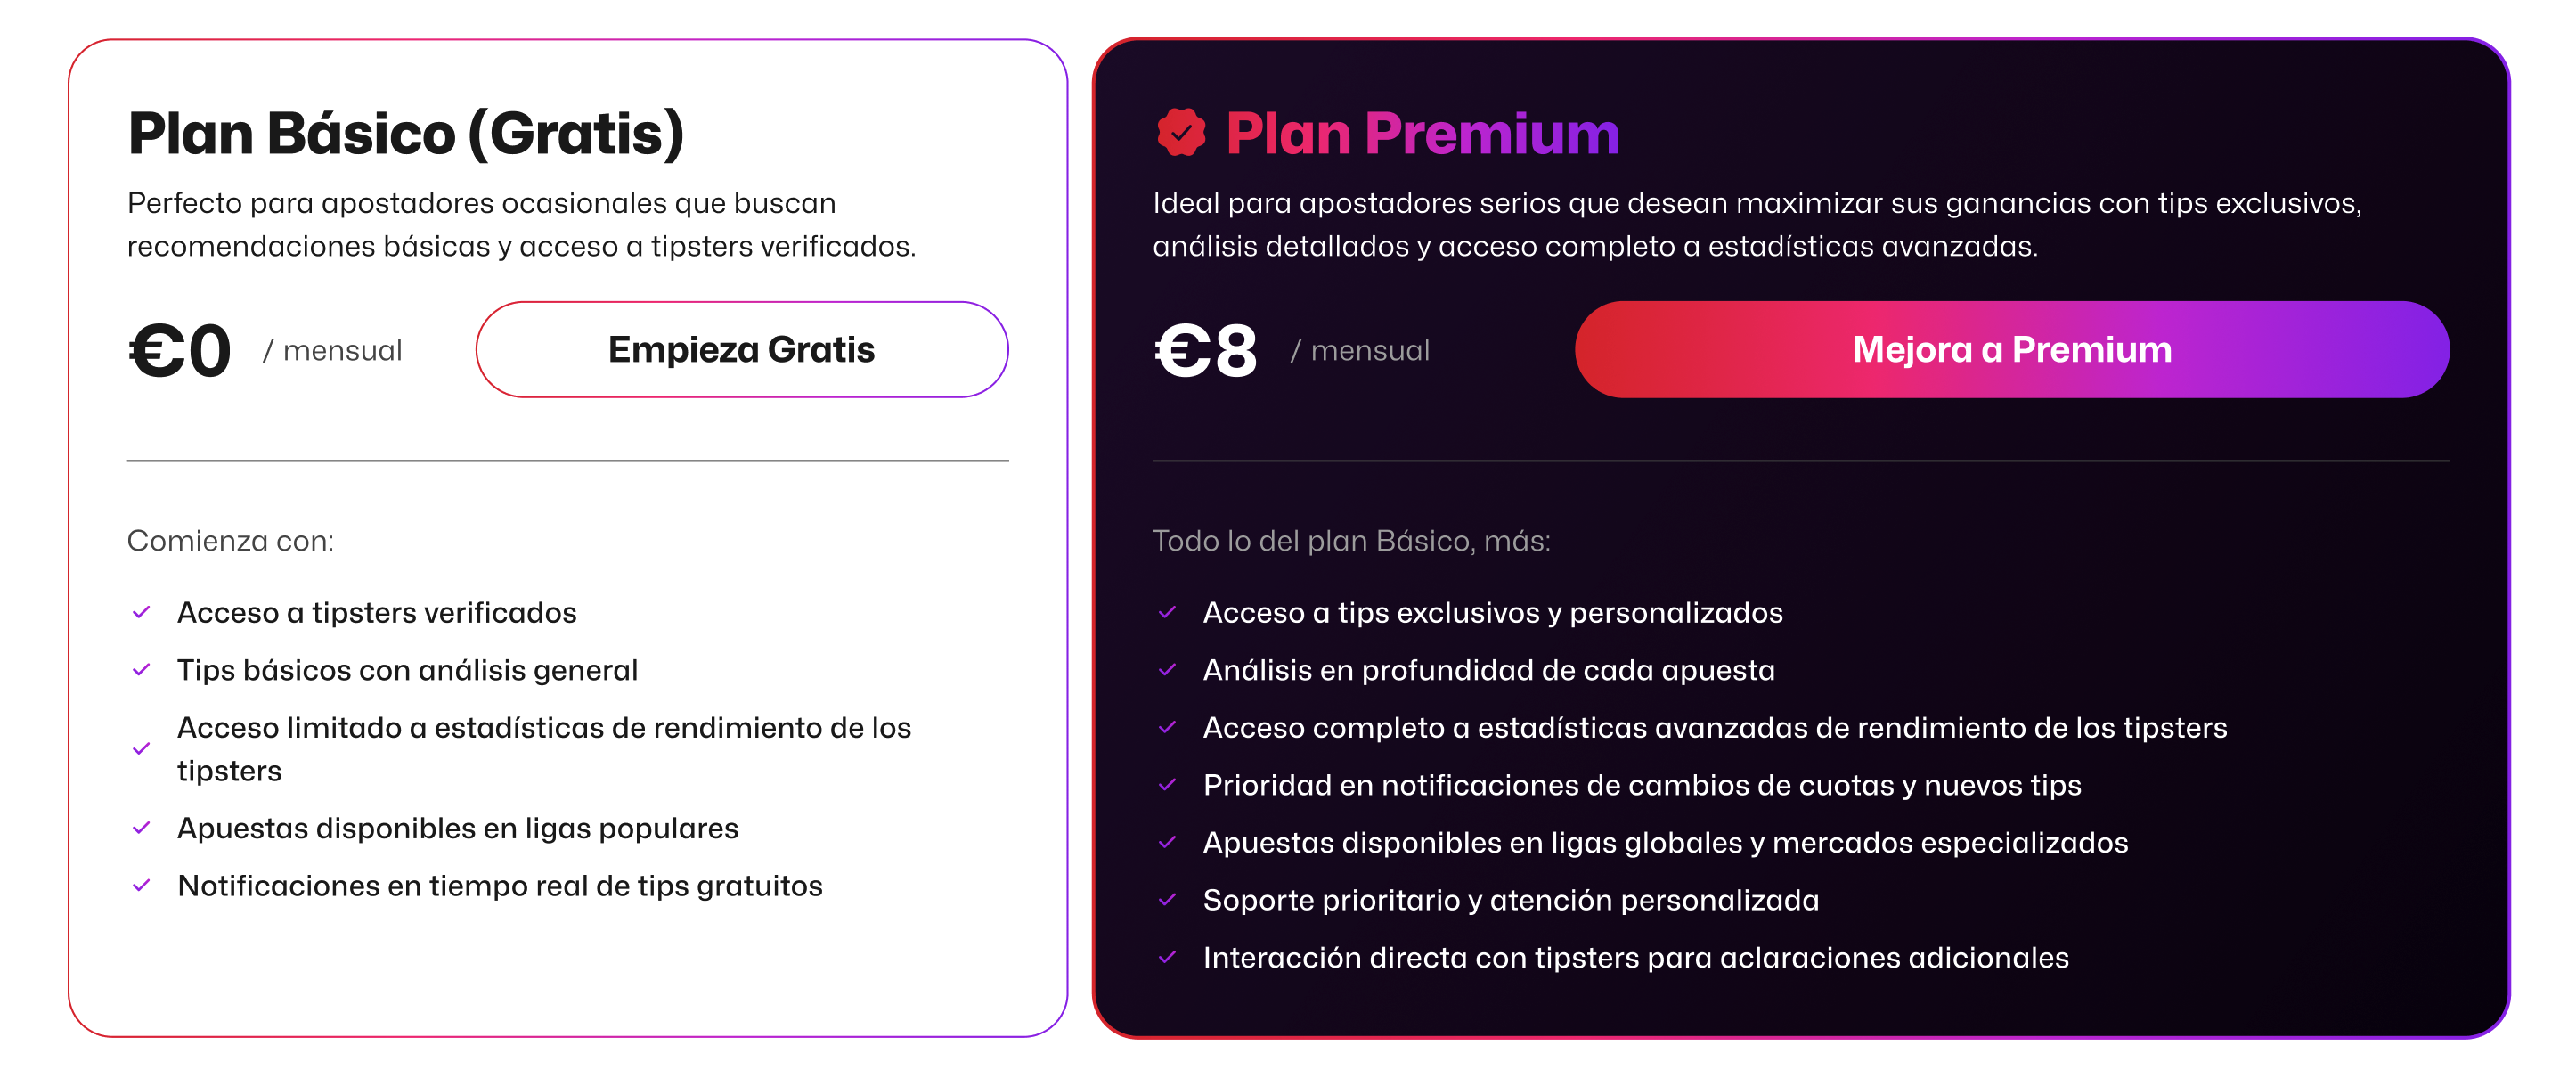 Plan Básico (Gratis)
Perfecto para apostadores ocasionales que buscan
recomendaciones básicas y acceso a tipsters verificados.
€0 / mensual
Empieza Gratis
Comienza con:
Acceso a tipsters verificados
Tips básicos con análisis general
Acceso limitado a estadísticas de rendimiento de los
tipsters
Apuestas disponibles en ligas populares
Notificaciones en tiempo real de tips gratuitos
Plan Premium
Ideal para apostadores serios que desean maximizar sus ganancias con tips exclusivos,
análisis detallados y acceso completo a estadísticas avanzadas.
€8 / mensual
Mejora a Premium
Todo lo del plan Básico, más:
Acceso a tips exclusivos y personalizados
Análisis en profundidad de cada apuesta
Acceso completo a estadísticas avanzadas de rendimiento de los tipsters
Prioridad en notificaciones de cambios de cuotas y nuevos tips
Apuestas disponibles en ligas globales y mercados especializados
Soporte prioritario y atención personalizada
Interacción directa con tipsters para aclaraciones adicionales